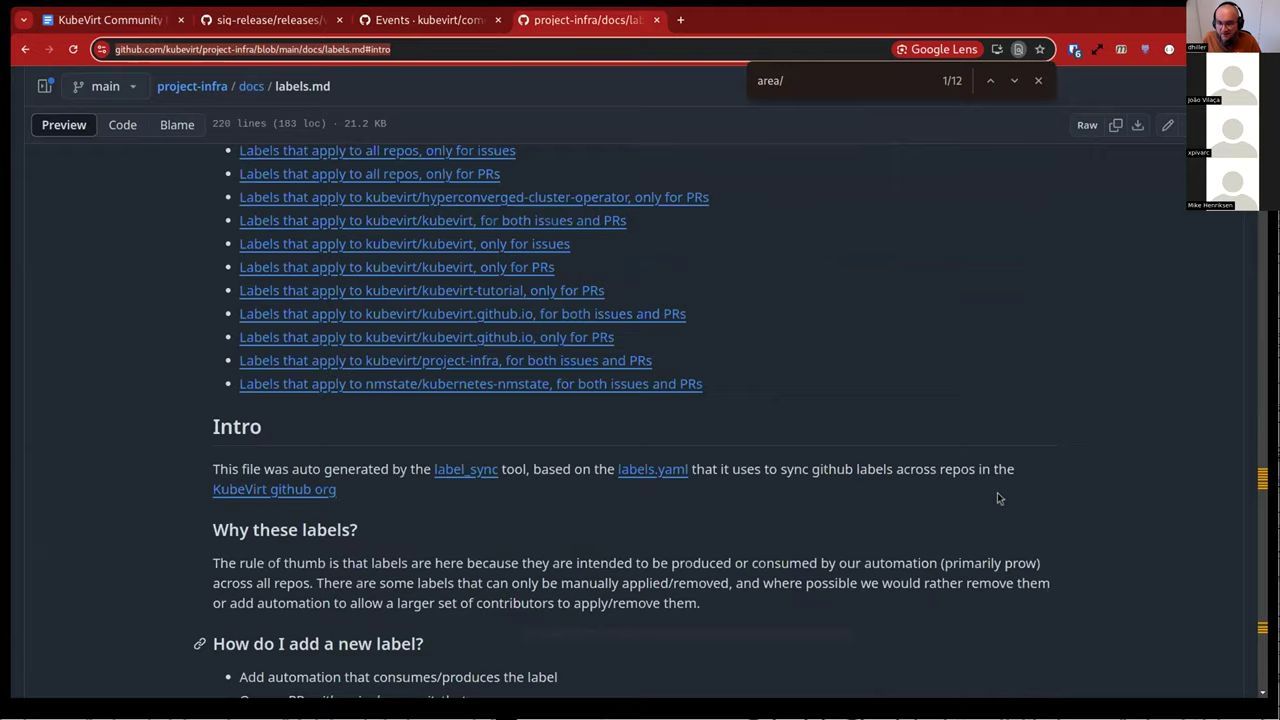 KubeVirt Community
sig-release/releases/v
Events · kubevirt/com
project-infra/docs/la
github.com/kubevirt/project-infra/blob/main/docs/labels.md#intro
Google Lens
6
dhiller
João Vilaça
xpivarc
Mike Henriksen
area/
1/12
main
project-infra / docs / labels.md
Preview
Code
Blame
220 lines (183 loc) · 21.2 KB
Raw
Labels that apply to all repos, only for issues
Labels that apply to all repos, only for PRs
Labels that apply to kubevirt/hyperconverged-cluster-operator, only for PRs
Labels that apply to kubevirt/kubevirt, for both issues and PRs
Labels that apply to kubevirt/kubevirt, only for issues
Labels that apply to kubevirt/kubevirt, only for PRs
Labels that apply to kubevirt/kubevirt-tutorial, only for PRs
Labels that apply to kubevirt/kubevirt.github.io, for both issues and PRs
Labels that apply to kubevirt/kubevirt.github.io, only for PRs
Labels that apply to kubevirt/project-infra, for both issues and PRs
Labels that apply to nmstate/kubernetes-nmstate, for both issues and PRs
Intro
This file was auto generated by the label_sync tool, based on the labels.yaml that it uses to sync github labels across repos in the
KubeVirt github org
Why these labels?
The rule of thumb is that labels are here because they are intended to be produced or consumed by our automation (primarily prow)
across all repos. There are some labels that can only be manually applied/removed, and where possible we would rather remove them
or add automation to allow a larger set of contributors to apply/remove them.
How do I add a new label?
Add automation that consumes/produces the label